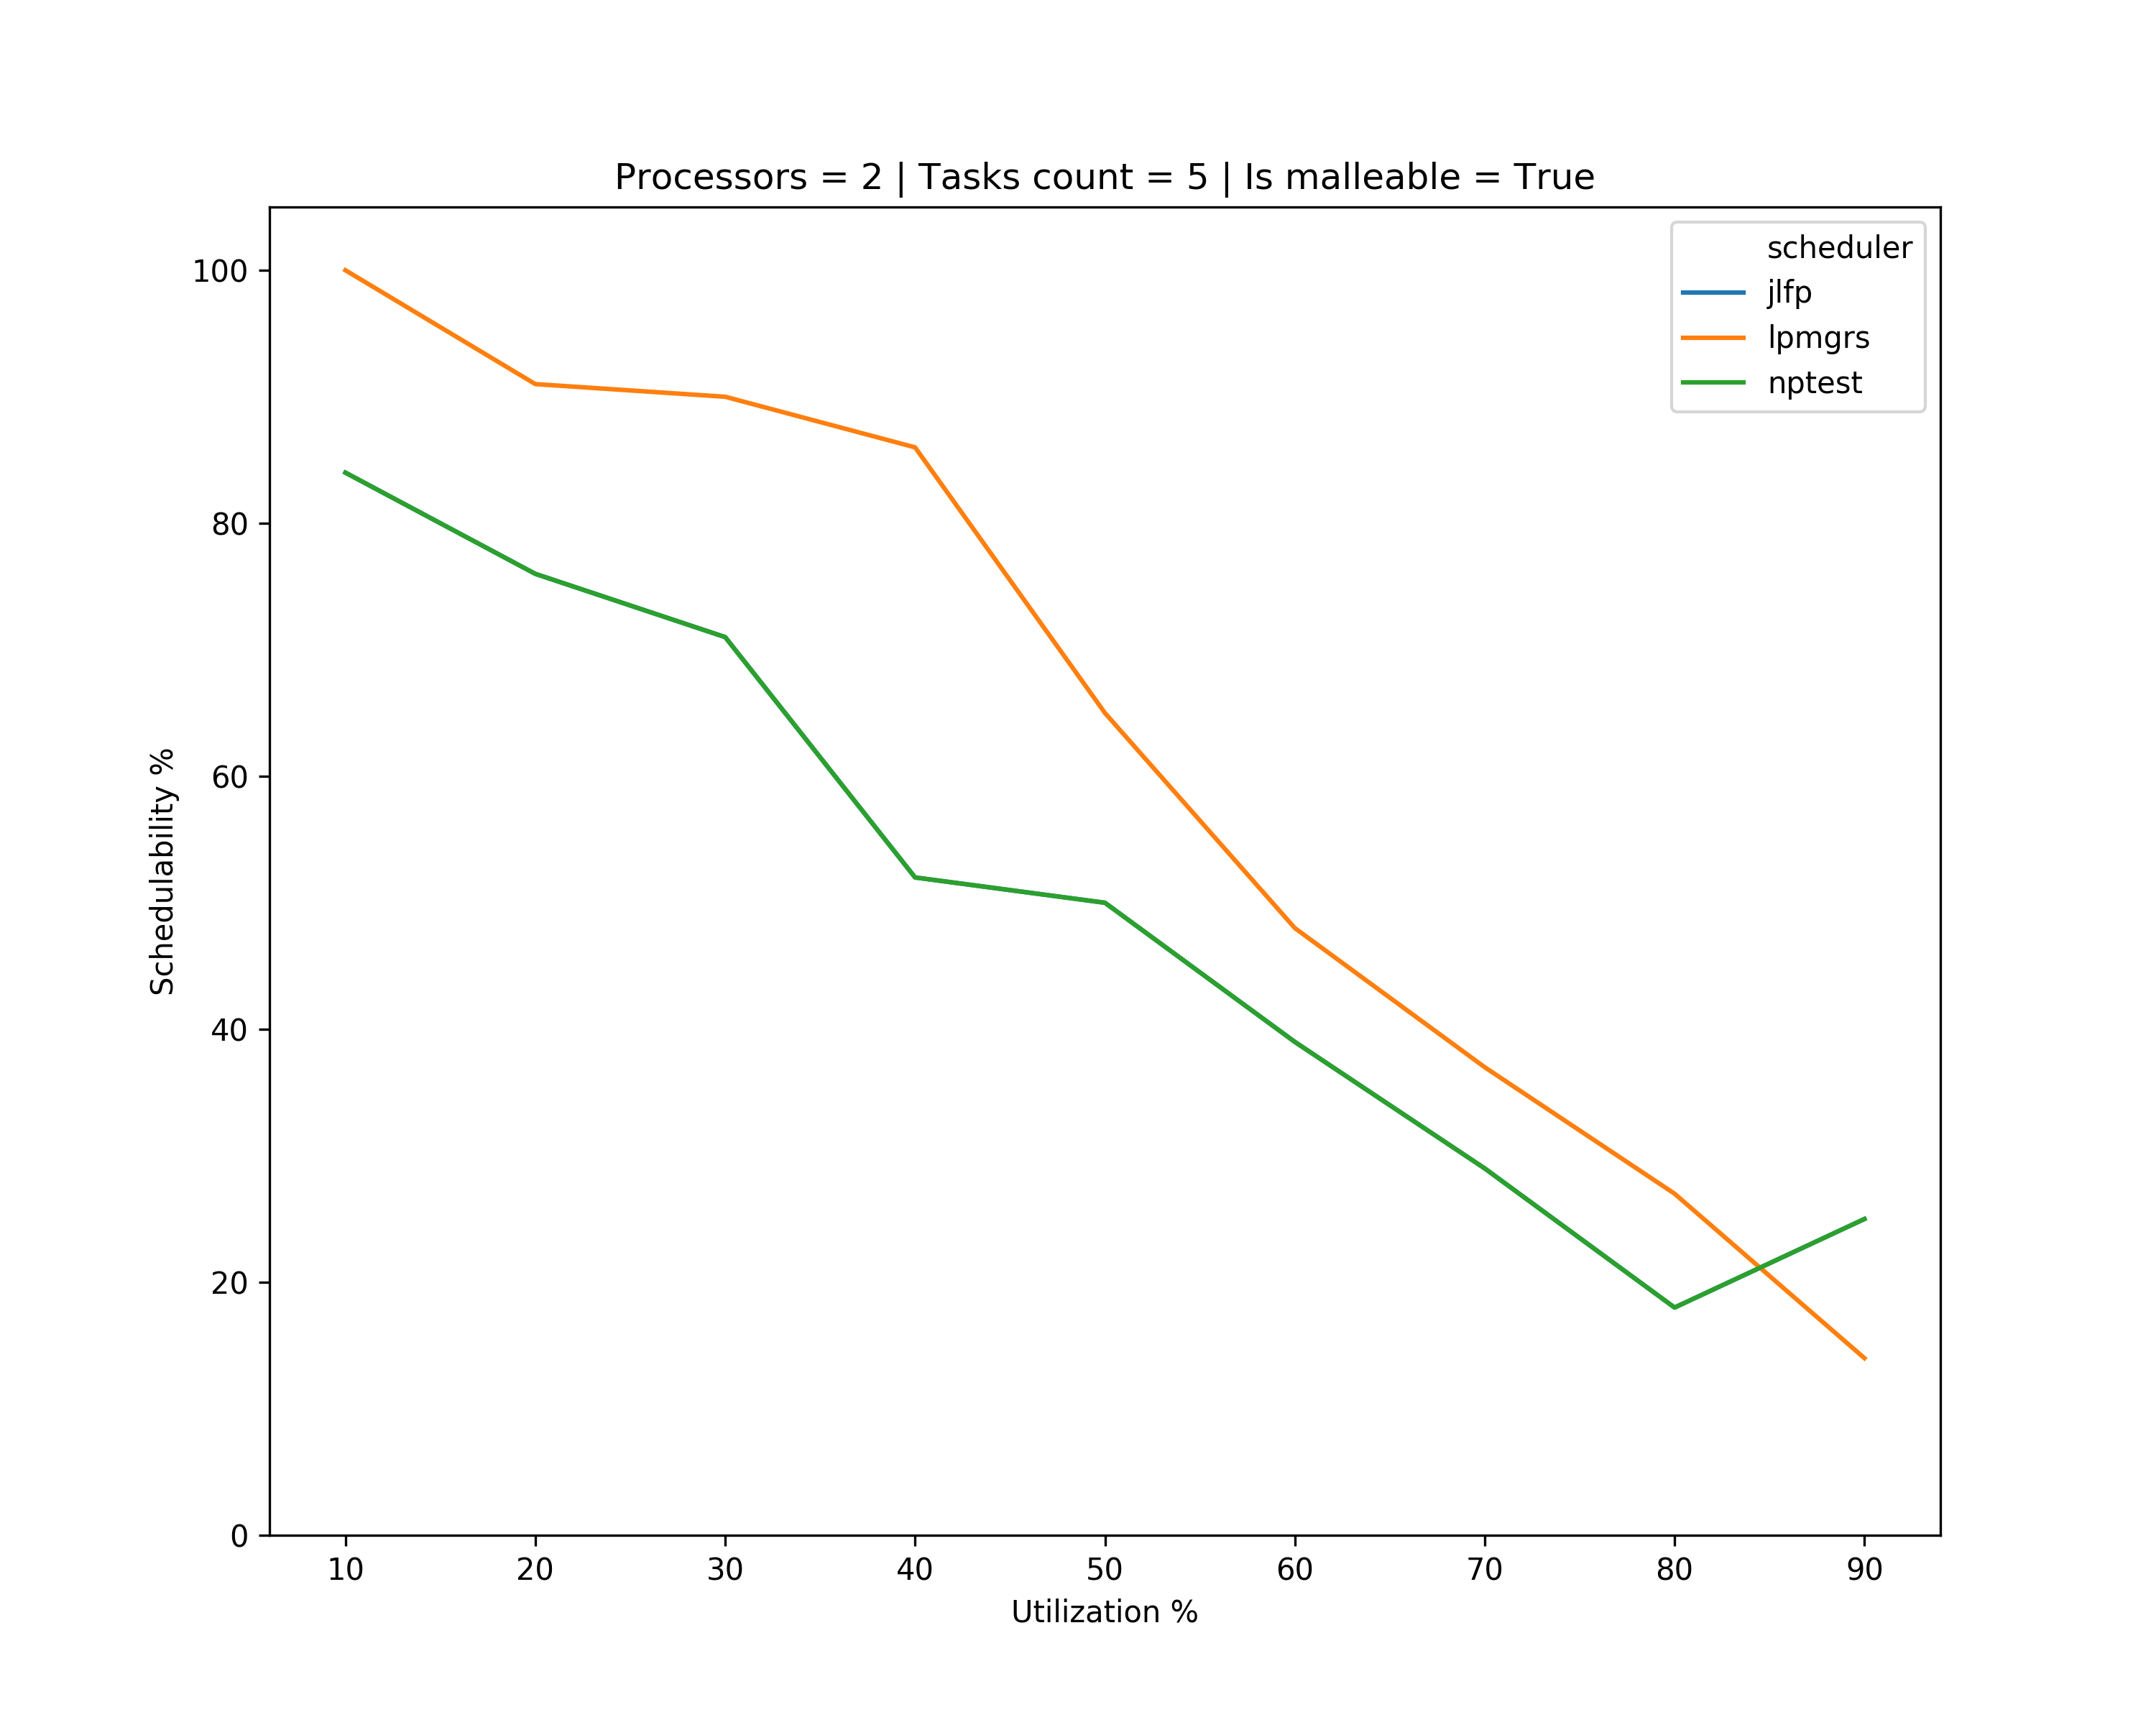 Processors = 2 | Tasks count = 5 | Is malleable = True
scheduler
jlfp
lpmgrs
nptest
Schedulability %
100
80
60
40
20
0
10 20 30 40 50 60 70 80 90
Utilization %